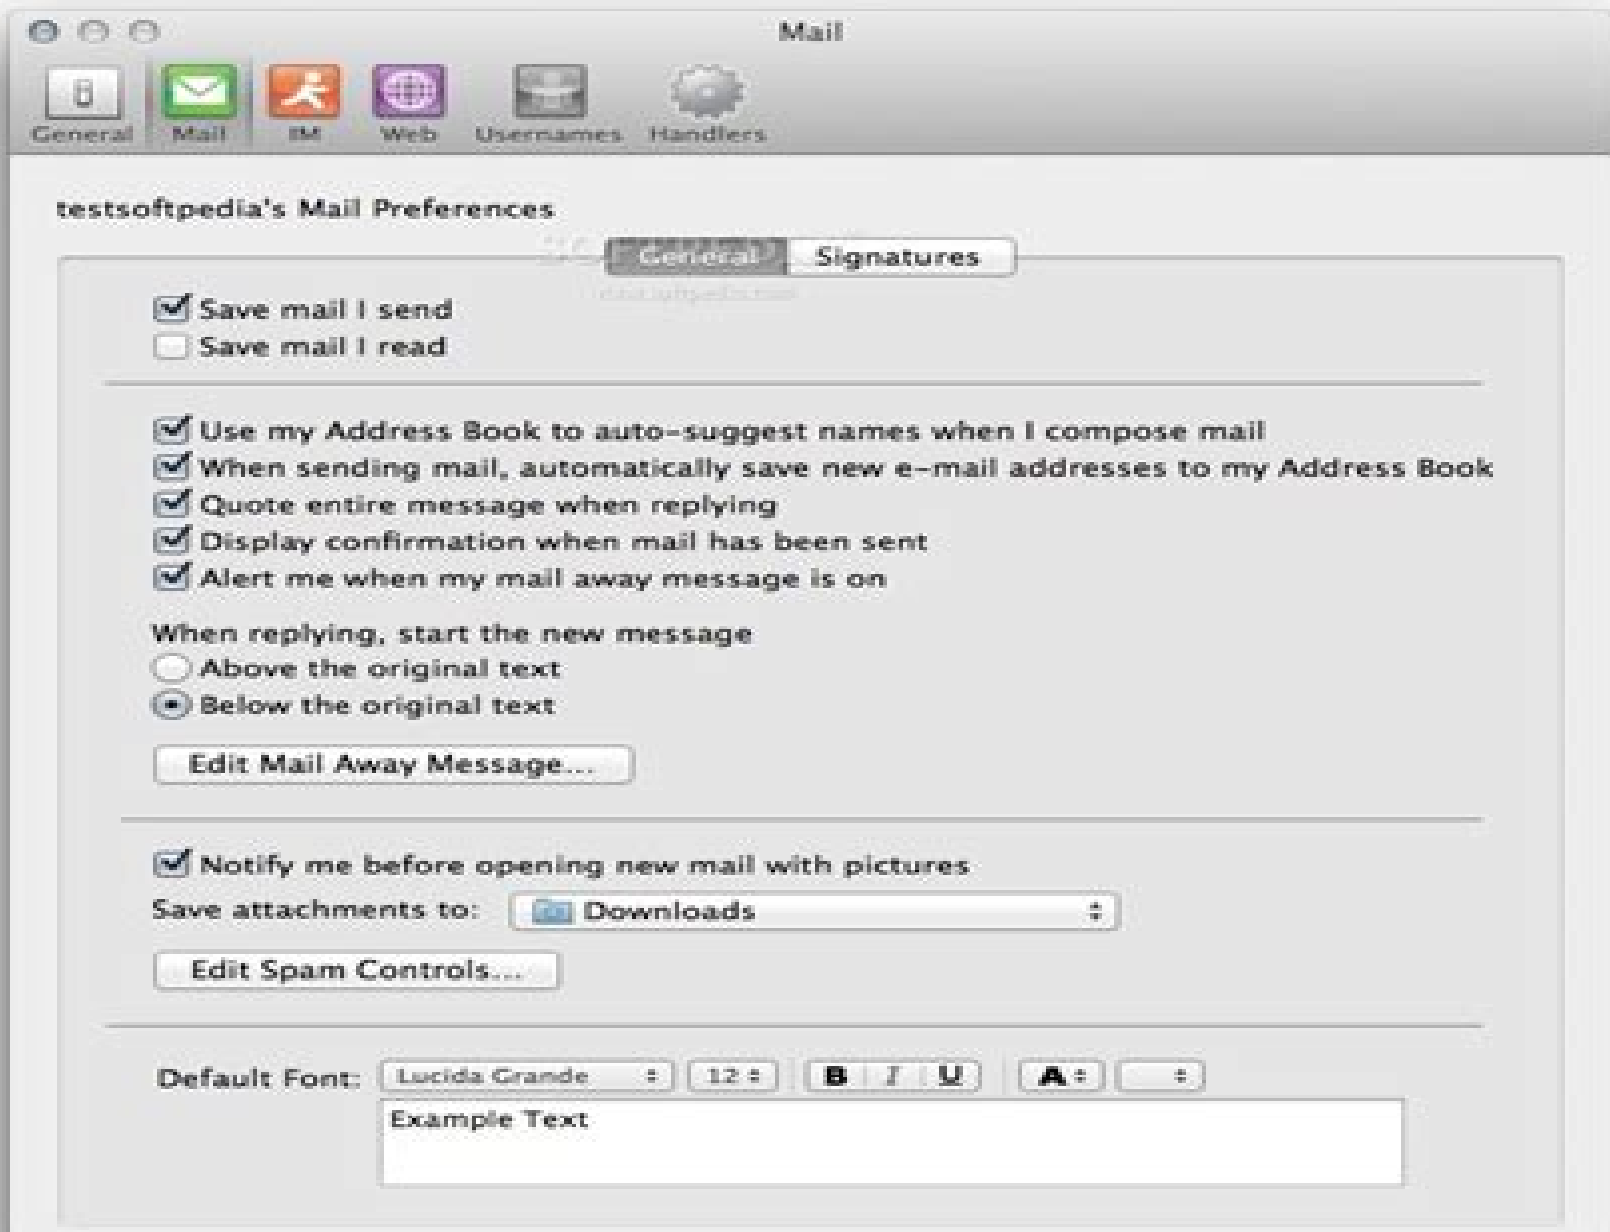 Mail
General Mail IM Web Usernames Handlers
testsoftpedia's Mail Preferences
General Signatures
Save mail I send
Save mail I read
Use my Address Book to auto-suggest names when I compose mail
When sending mail, automatically save new e-mail addresses to my Address Book
Quote entire message when replying
Display confirmation when mail has been sent
Alert me when my mail away message is on
When replying, start the new message
Above the original text
Below the original text
Edit Mail Away Message...
Notify me before opening new mail with pictures
Save attachments to: Downloads
Edit Spam Controls...
Default Font: Lucida Grande 12 B I U A
Example Text